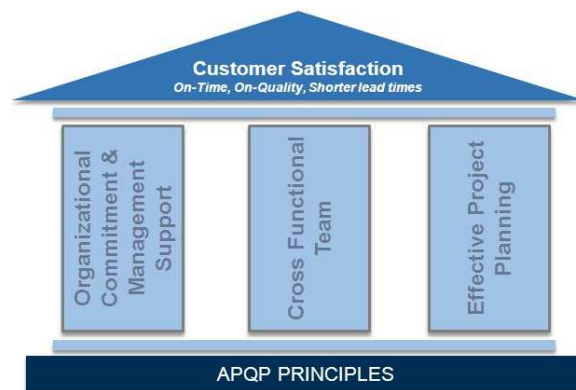 Customer Satisfaction
On-Time, On-Quality, Shorter lead times
Organizational
Commitment &
Management
Support
Cross Functional
Team
Effective Project
Planning
APQP PRINCIPLES